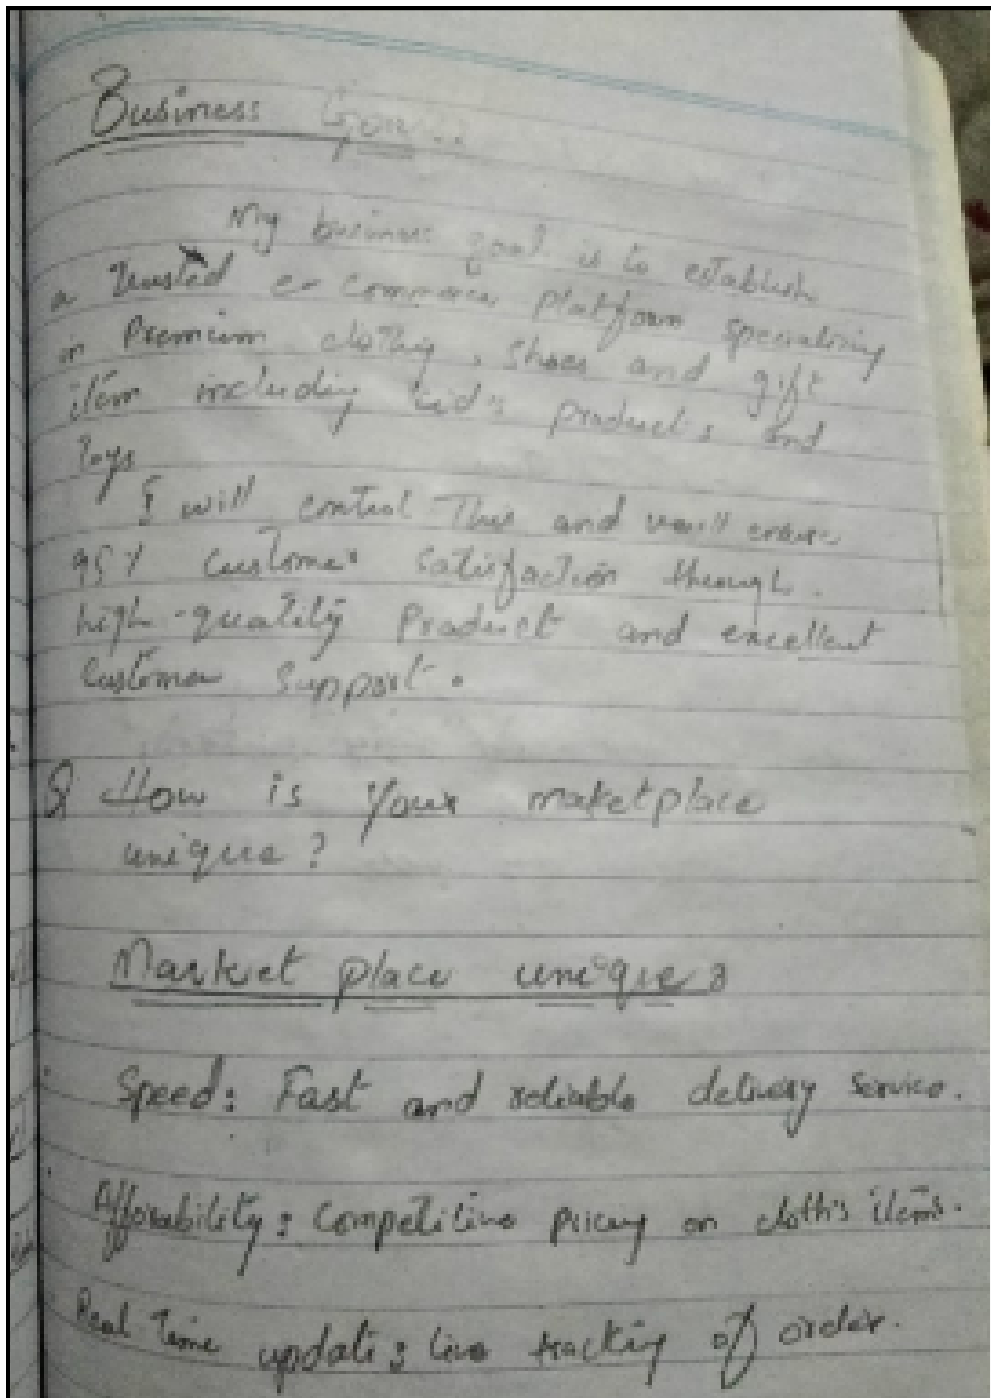 Business Goal:
My business goal is to establish
a trusted e-commerce platform specializing
in Premium clothing, shoes and gift
item including kid's products and
toys
I will control This and will ensure
95% Customer satisfaction through.
high-quality Product and excellent
Customer Support.
Q How is Your maketplace
unique?
Market place unique:
Speed: Fast and reliable delivery service.
Afforability: Competitive pricing on cloth's items.
Real Time update: live tracking of order.